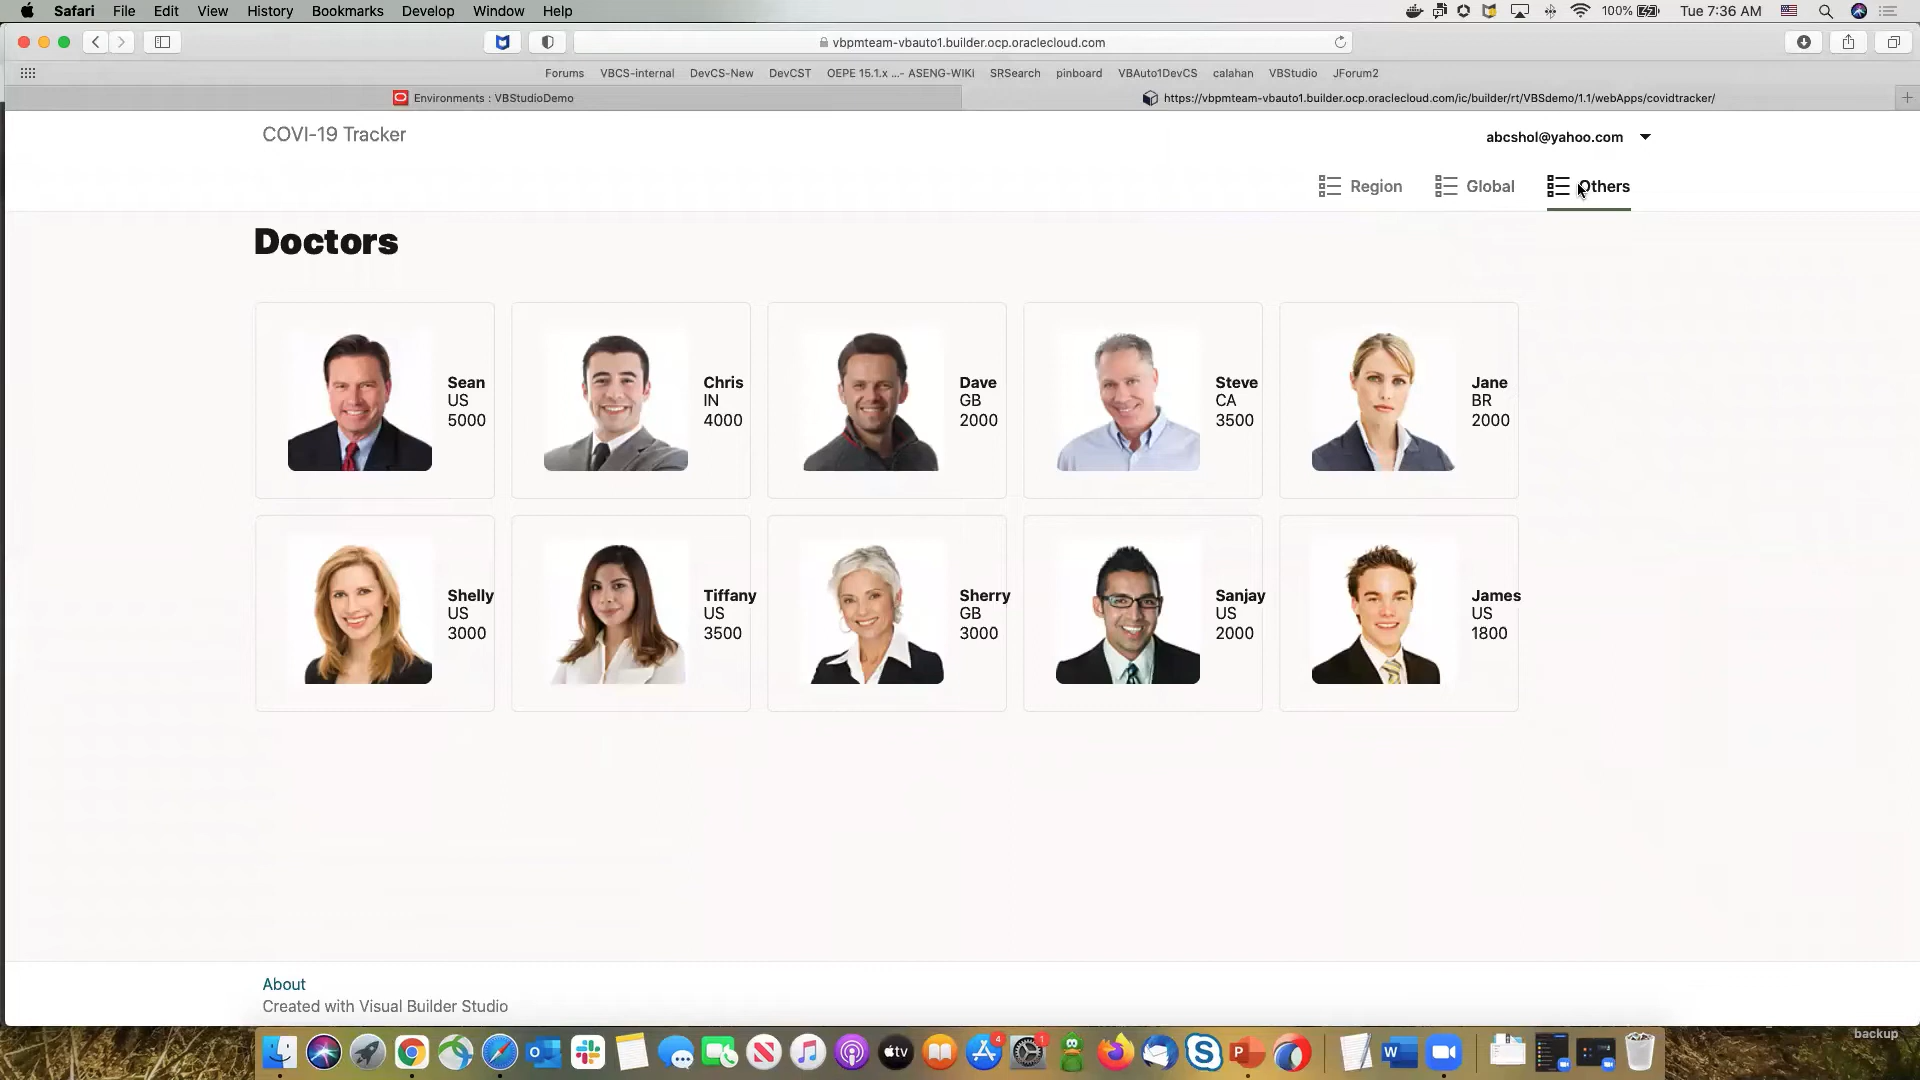 Safari File Edit View History Bookmarks Develop Window Help 100% Tue 7:36 AM
vbpmteam-vbauto1.builder.ocp.oraclecloud.com
Forums VBCS-internal DevCS-New DevCST OEPE 15.1.x ...- ASENG-WIKI SRSearch pinboard VBAuto1DevCS calahan VBStudio JForum2
Environments : VBStudioDemo https://vbpmteam-vbauto1.builder.ocp.oraclecloud.com/ic/builder/rt/VBSdemo/1.1/webApps/covidtracker/
COVI-19 Tracker
abcshol@yahoo.com
Region Global Others
Doctors
Sean
US
5000
Chris
IN
4000
Dave
GB
2000
Steve
CA
3500
Jane
BR
2000
Shelly
US
3000
Tiffany
US
3500
Sherry
GB
3000
Sanjay
US
2000
James
US
1800
About
Created with Visual Builder Studio
backup
tv
4
1